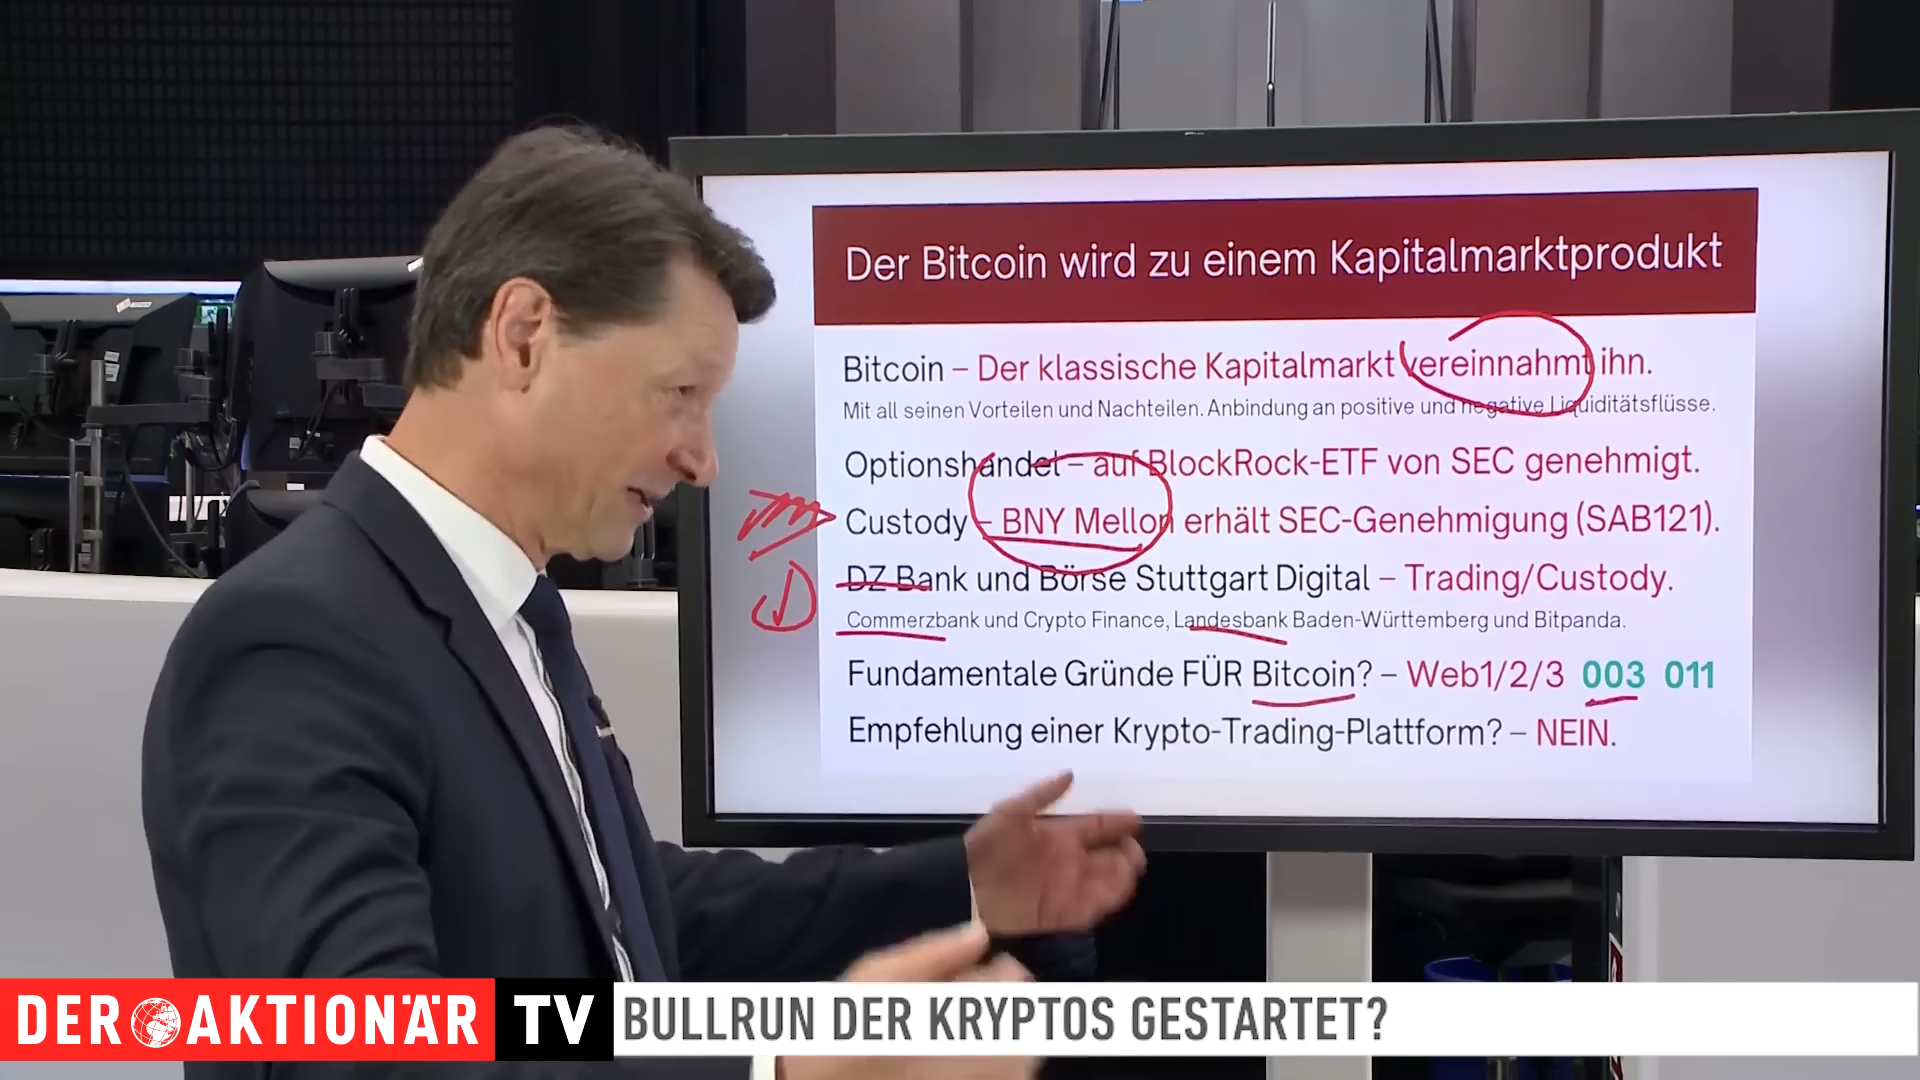 Der Bitcoin wird zu einem Kapitalmarktprodukt
Bitcoin – Der klassische Kapitalmarkt vereinnahmt ihn.
Mit all seinen Vorteilen und Nachteilen. Anbindung an positive und negative Liquiditätsflüsse.
Optionshandel – auf BlockRock-ETF von SEC genehmigt.
Custody – BNY Mellon erhält SEC-Genehmigung (SAB121).
DZ Bank und Börse Stuttgart Digital – Trading/Custody.
Commerzbank und Crypto Finance, Landesbank Baden-Württemberg und Bitpanda.
Fundamentale Gründe FÜR Bitcoin? – Web1/2/3 003 011
Empfehlung einer Krypto-Trading-Plattform? – NEIN.
DER AKTIONÄR TV BULLRUN DER KRYPTOS GESTARTET?